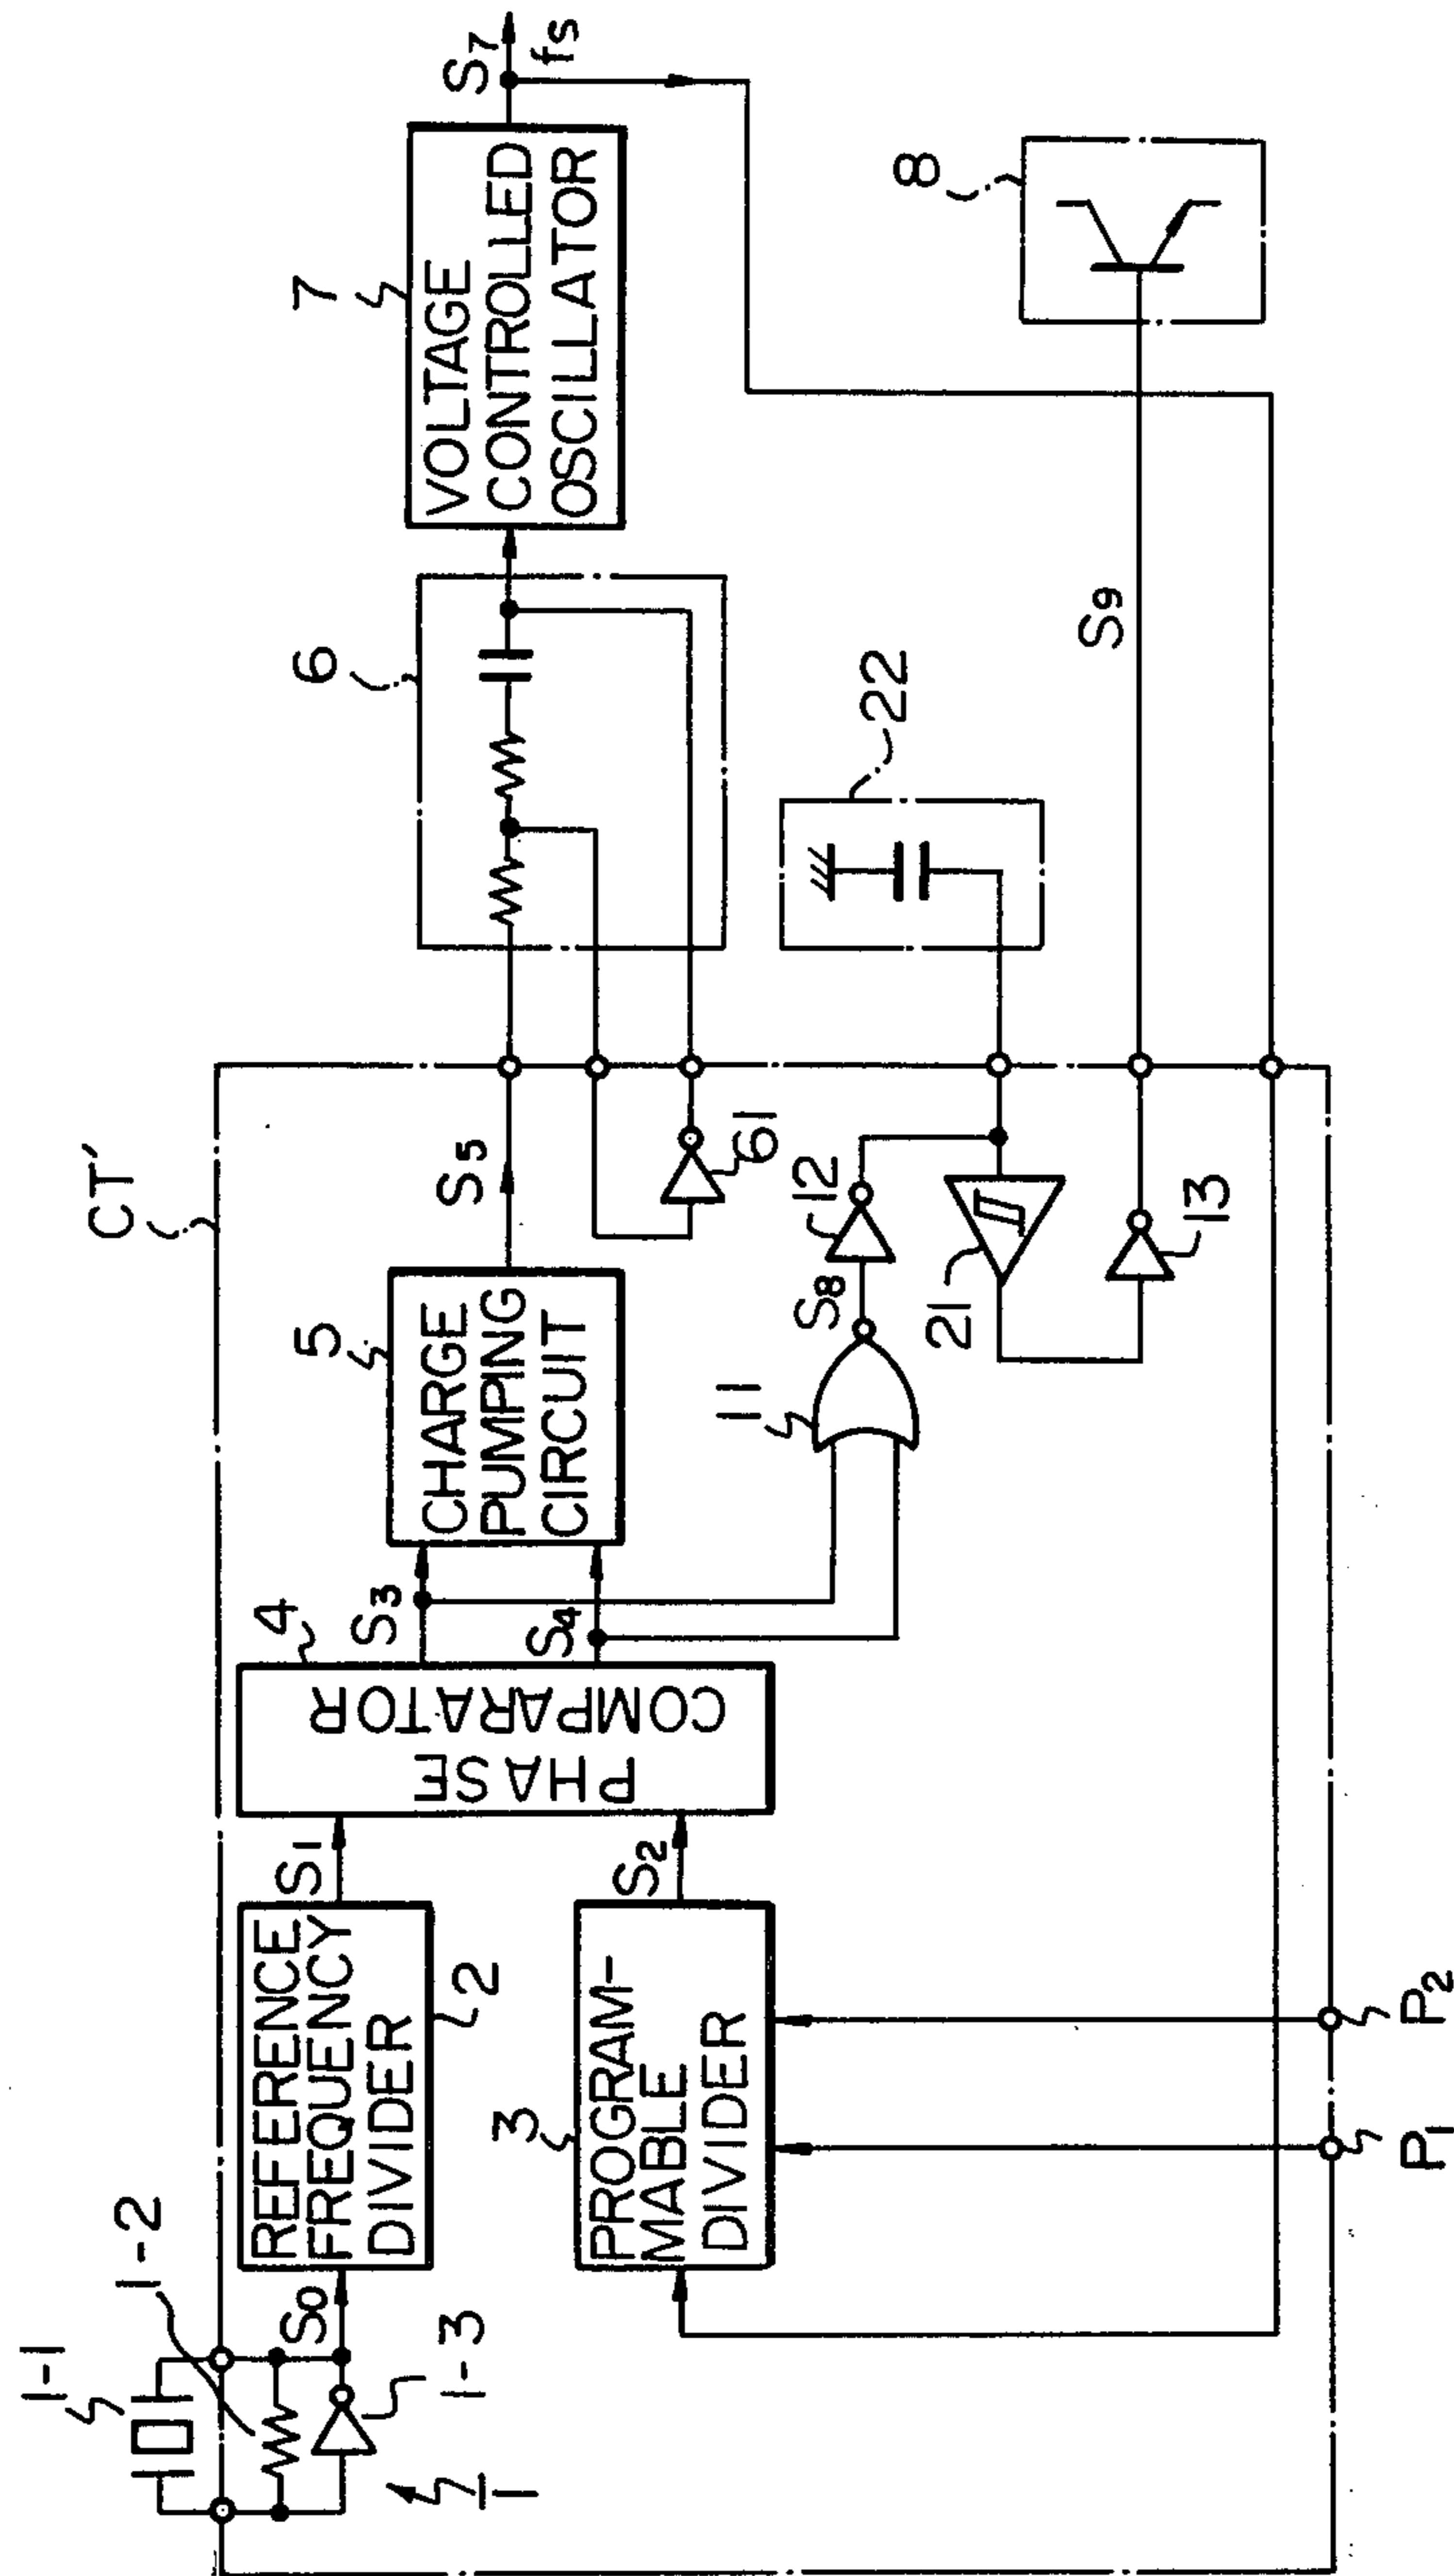 CT'
1-1
1-2
S0
1-3
1
REFERENCE
FREQUENCY
DIVIDER
2
S1
3
PROGRAM-
MABLE
DIVIDER
S2
P1
P2
4
PHASE
COMPARATOR
S3
S4
5
CHARGE
PUMPING
CIRCUIT
S5
61
6
7
VOLTAGE
CONTROLLED
OSCILLATOR
S7
fs
11
S8
12
21
13
22
S9
8